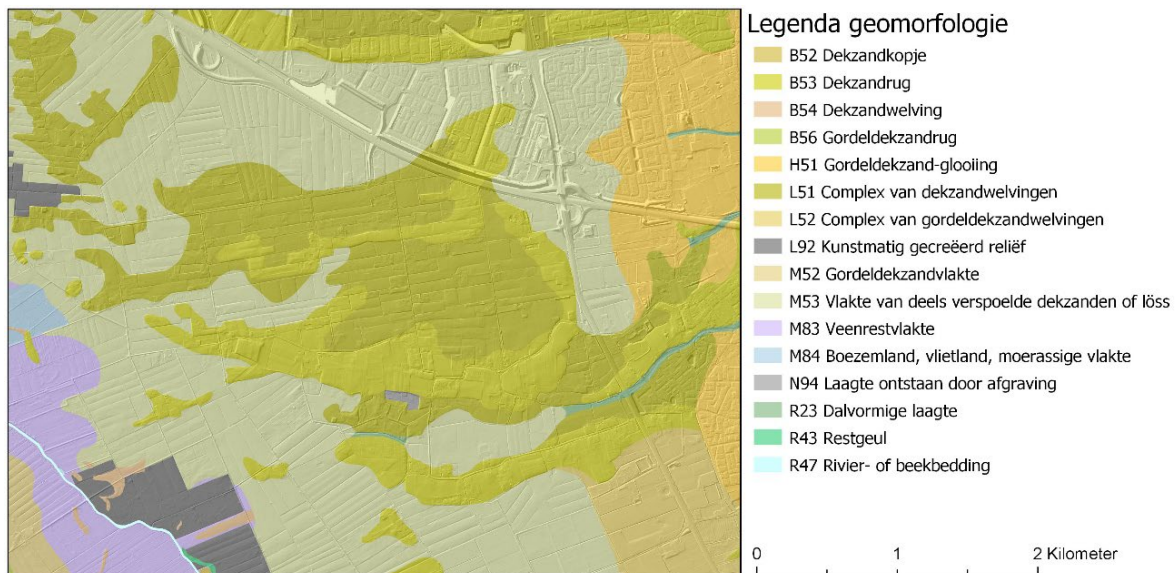 Legenda geomorfologie
B52 Dekzandkopje
B53 Dekzandrug
B54 Dekzandwelving
B56 Gordeldekzandrug
H51 Gordeldekzand-glooiing
L51 Complex van dekzandwelvingen
L52 Complex van gordeldekzandwelvingen
L92 Kunstmatig gecreëerd reliëf
M52 Gordeldekzandvlakte
M53 Vlakte van deels verspoelde dekzanden of löss
M83 Veenrestvlakte
M84 Boezemland, vlietland, moerassige vlakte
N94 Laagte ontstaan door afgraving
R23 Dalvormige laagte
R43 Restgeul
R47 Rivier- of beekbedding
0 1 2 Kilometer